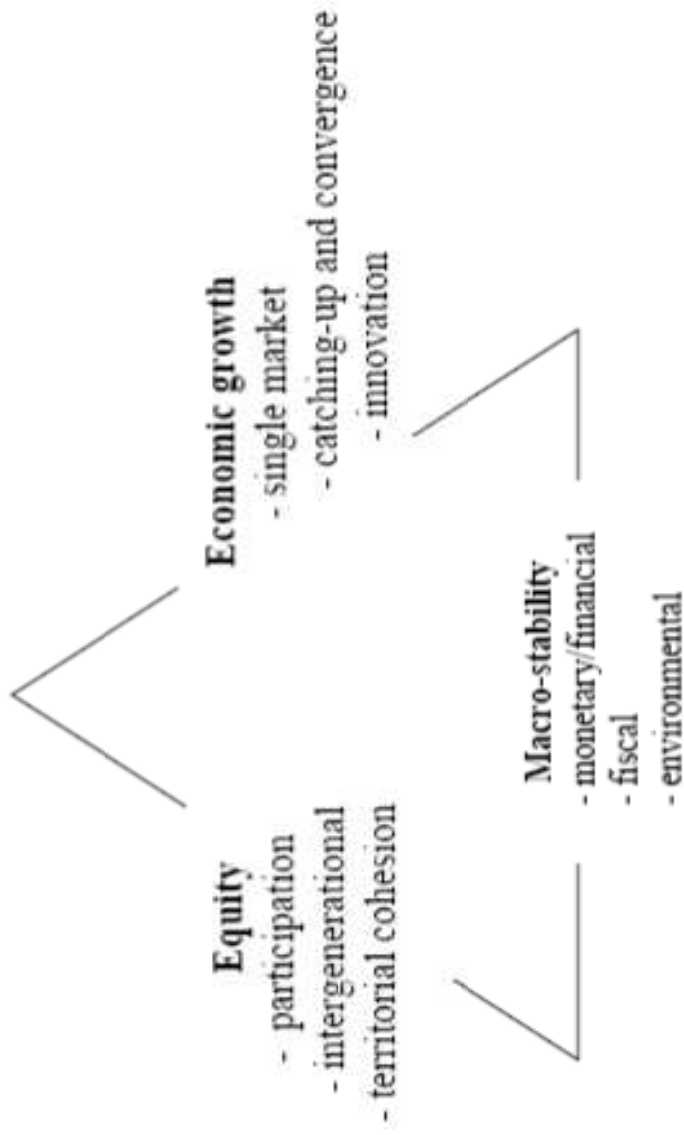 Equity
- participation
- intergenerational
- territorial cohesion
Economic growth
- single market
- catching-up and convergence
- innovation
Macro-stability
- monetary/financial
- fiscal
- environmental